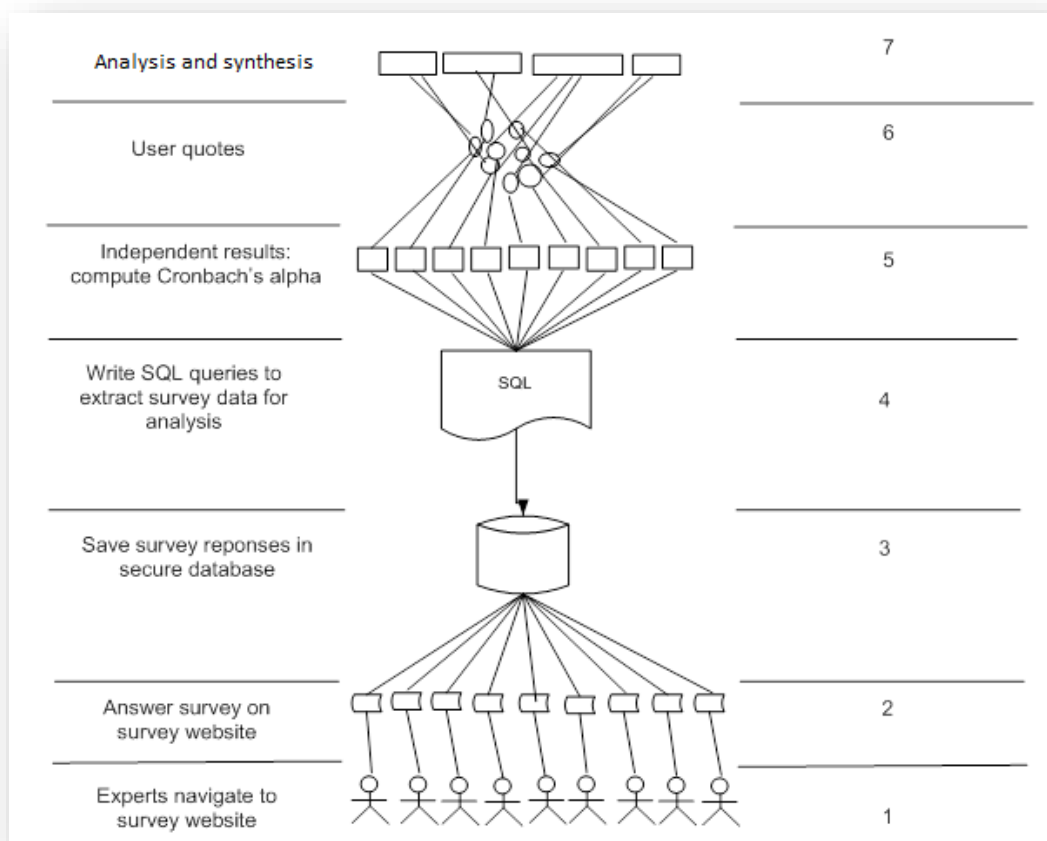 Analysis and synthesis
7
User quotes
6
Independent results:
compute Cronbach's alpha
5
Write SQL queries to
extract survey data for
analysis
SQL
4
Save survey reponses in
secure database
3
Answer survey on
survey website
2
Experts navigate to
survey website
1